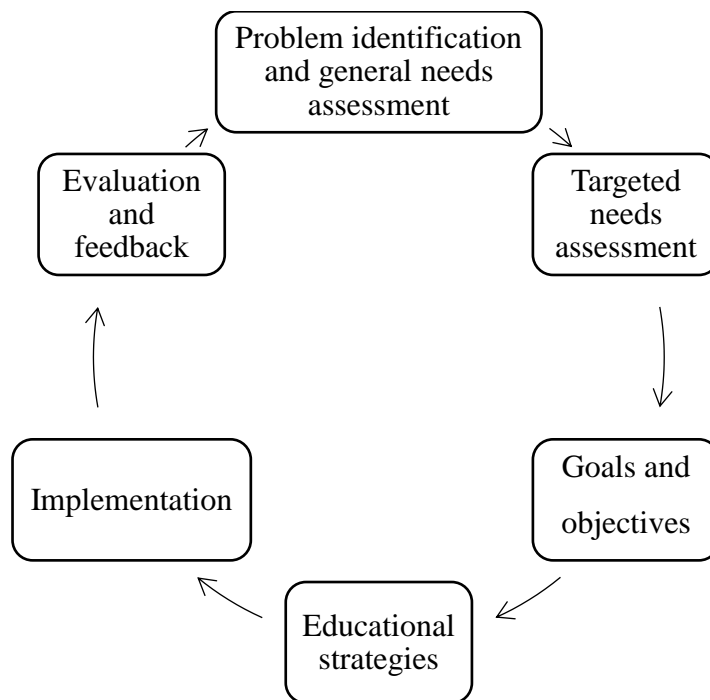 Problem identification
and general needs
assessment
Targeted
needs
assessment
Goals and
objectives
Educational
strategies
Implementation
Evaluation
and
feedback